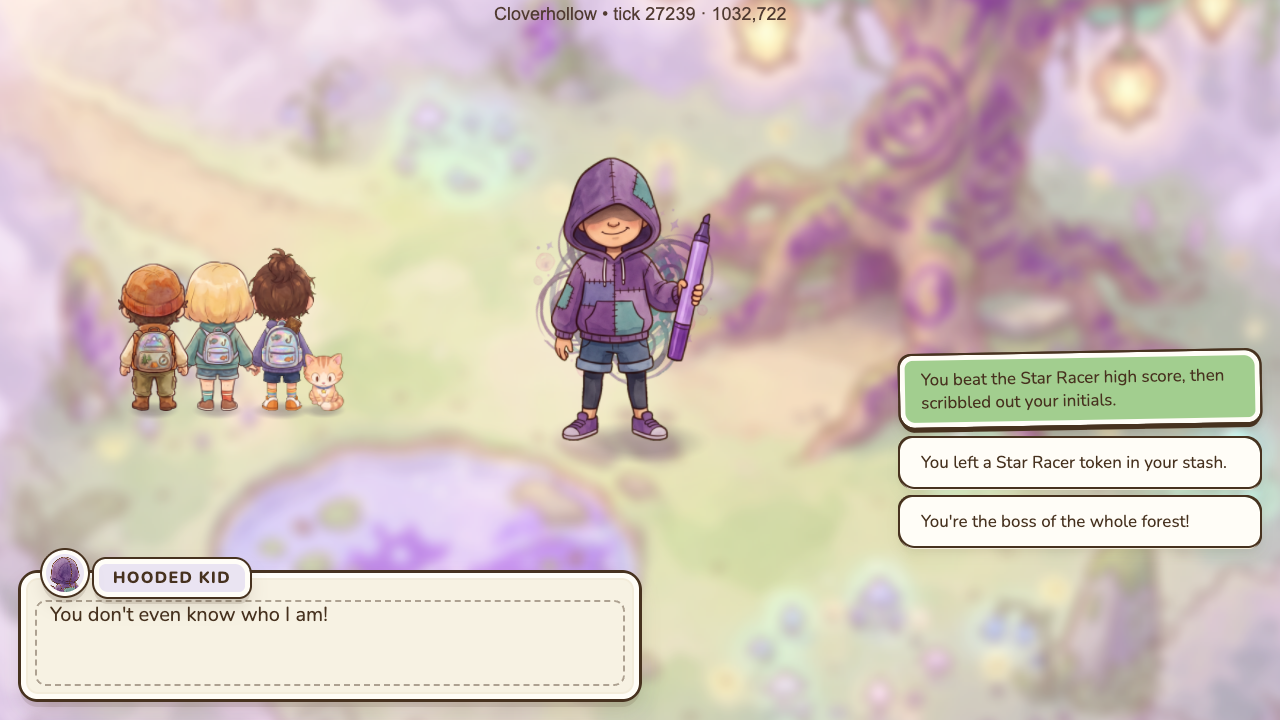 Cloverhollow • tick 27239 · 1032,722
You beat the Star Racer high score, then
scribbled out your initials.
You left a Star Racer token in your stash.
You're the boss of the whole forest!
HOODED KID
You don't even know who I am!